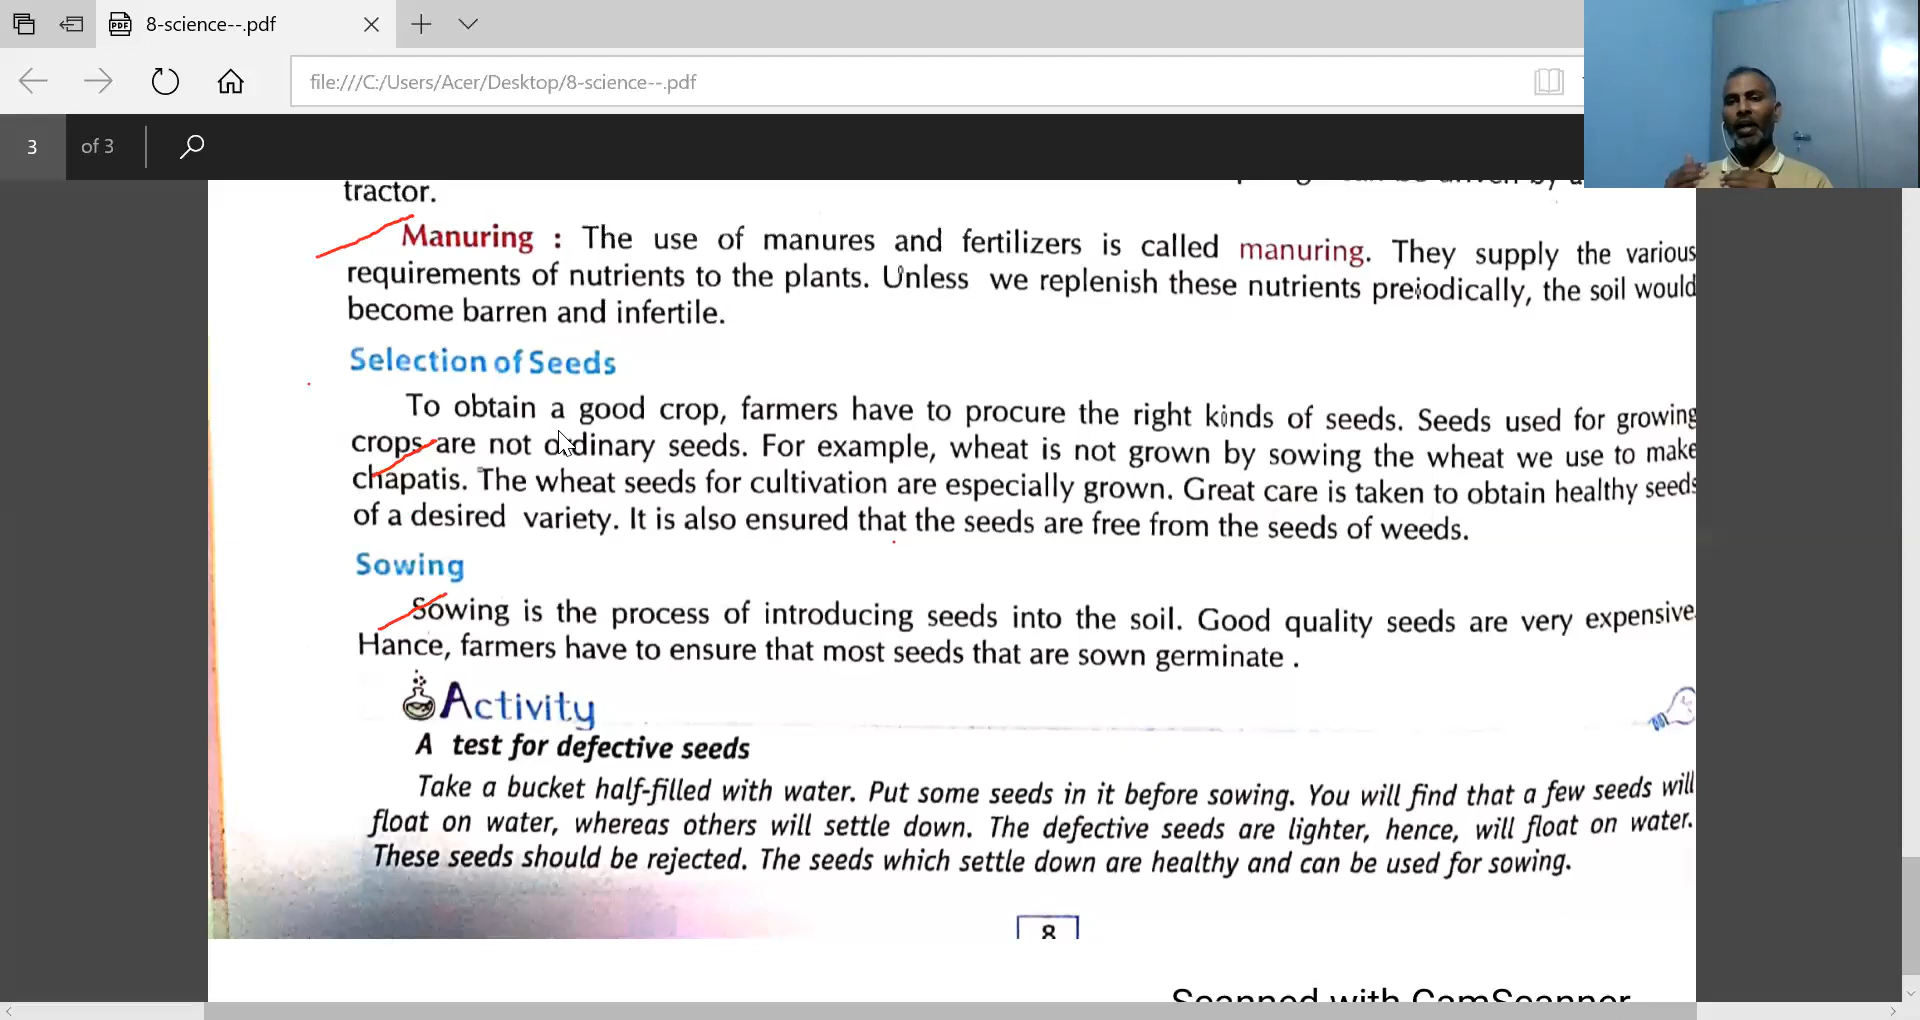 8-science--.pdf
file:///C:/Users/Acer/Desktop/8-science--.pdf
3 of 3
tractor.
Manuring : The use of manures and fertilizers is called manuring. They supply the various
requirements of nutrients to the plants. Unless we replenish these nutrients preiodically, the soil would
become barren and infertile.
Selection of Seeds
To obtain a good crop, farmers have to procure the right kinds of seeds. Seeds used for growing
crops are not ordinary seeds. For example, wheat is not grown by sowing the wheat we use to make
chapatis. The wheat seeds for cultivation are especially grown. Great care is taken to obtain healthy seeds
of a desired variety. It is also ensured that the seeds are free from the seeds of weeds.
Sowing
Sowing is the process of introducing seeds into the soil. Good quality seeds are very expensive.
Hance, farmers have to ensure that most seeds that are sown germinate .
Activity
A test for defective seeds
Take a bucket half-filled with water. Put some seeds in it before sowing. You will find that a few seeds will
float on water, whereas others will settle down. The defective seeds are lighter, hence, will float on water.
These seeds should be rejected. The seeds which settle down are healthy and can be used for sowing.
8
Scanned with CamScanner